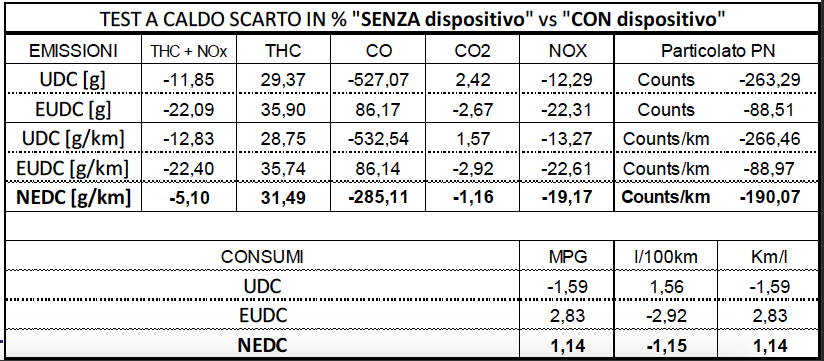 TEST A CALDO SCARTO IN % "SENZA dispositivo" vs "CON dispositivo"
EMISSIONI THC + NOx THC CO CO2 NOX Particolato PN
UDC [g] -11,85 29,37 -527,07 2,42 -12,29 Counts -263,29
EUDC [g] -22,09 35,90 86,17 -2,67 -22,31 Counts -88,51
UDC [g/km] -12,83 28,75 -532,54 1,57 -13,27 Counts/km -266,46
EUDC [g/km] -22,40 35,74 86,14 -2,92 -22,61 Counts/km -88,97
NEDC [g/km] -5,10 31,49 -285,11 -1,16 -19,17 Counts/km -190,07
CONSUMI MPG l/100km Km/l
UDC -1,59 1,56 -1,59
EUDC 2,83 -2,92 2,83
NEDC 1,14 -1,15 1,14